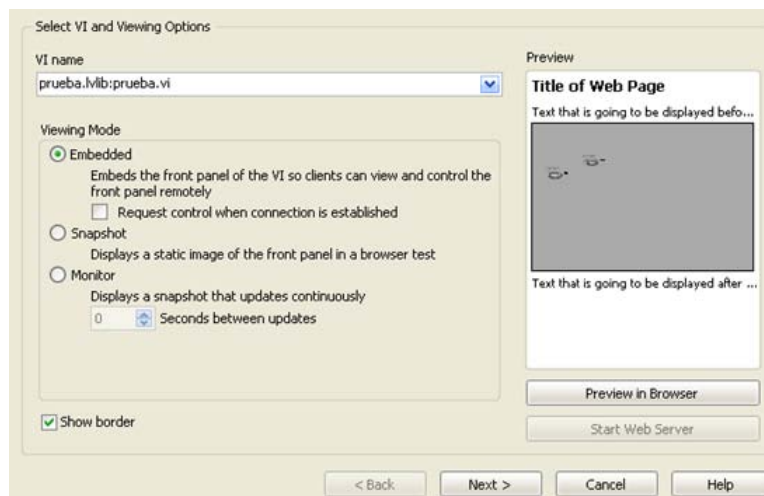 Select VI and Viewing Options
VI name
prueba.lvlib:prueba.vi
Viewing Mode
Embedded
Embeds the front panel of the VI so clients can view and control the
front panel remotely
Request control when connection is established
Snapshot
Displays a static image of the front panel in a browser test
Monitor
Displays a snapshot that updates continuously
0 Seconds between updates
Show border
Preview
Title of Web Page
Text that is going to be displayed befo...
Text that is going to be displayed after ...
Preview in Browser
Start Web Server
< Back
Next >
Cancel
Help